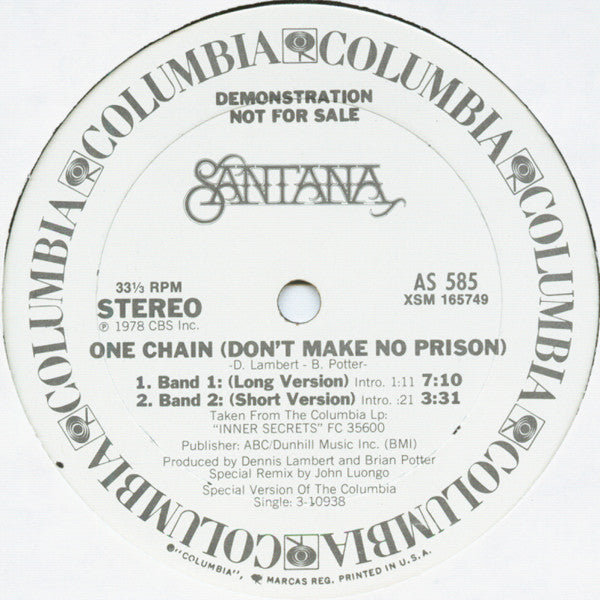 COLUMBIA COLUMBIA COLUMBIA COLUMBIA COLUMBIA COLUMBIA COLUMBIA COLUMBIA
DEMONSTRATION
NOT FOR SALE
SANTANA
33⅓ RPM
STEREO
℗ 1978 CBS Inc.
AS 585
XSM 165749
ONE CHAIN (DON'T MAKE NO PRISON)
-D. Lambert - B. Potter-
1. Band 1: (Long Version) Intro. 1:11 7:10
2. Band 2: (Short Version) Intro. :21 3:31
Taken From The Columbia Lp:
"INNER SECRETS" FC 35600
Publisher: ABC/Dunhill Music Inc. (BMI)
Produced by Dennis Lambert and Brian Potter
Special Remix by John Luongo
Special Version Of The Columbia
Single: 3-10938
"COLUMBIA", MARCAS REG. PRINTED IN U.S.A.